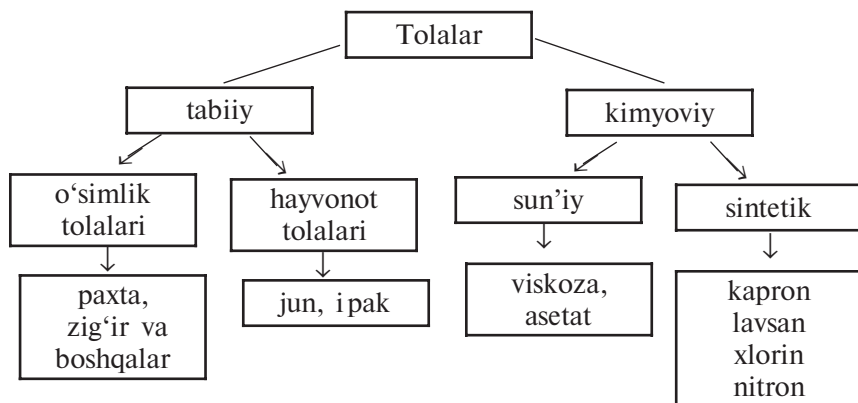 Tolalar
tabiiy
kimyoviy
o‘simlik
tolalari
hayvonot
tolalari
sun’iy
sintetik
paxta,
zig‘ir va
boshqalar
jun, ipak
viskoza,
asetat
kapron
lavsan
xlorin
nitron